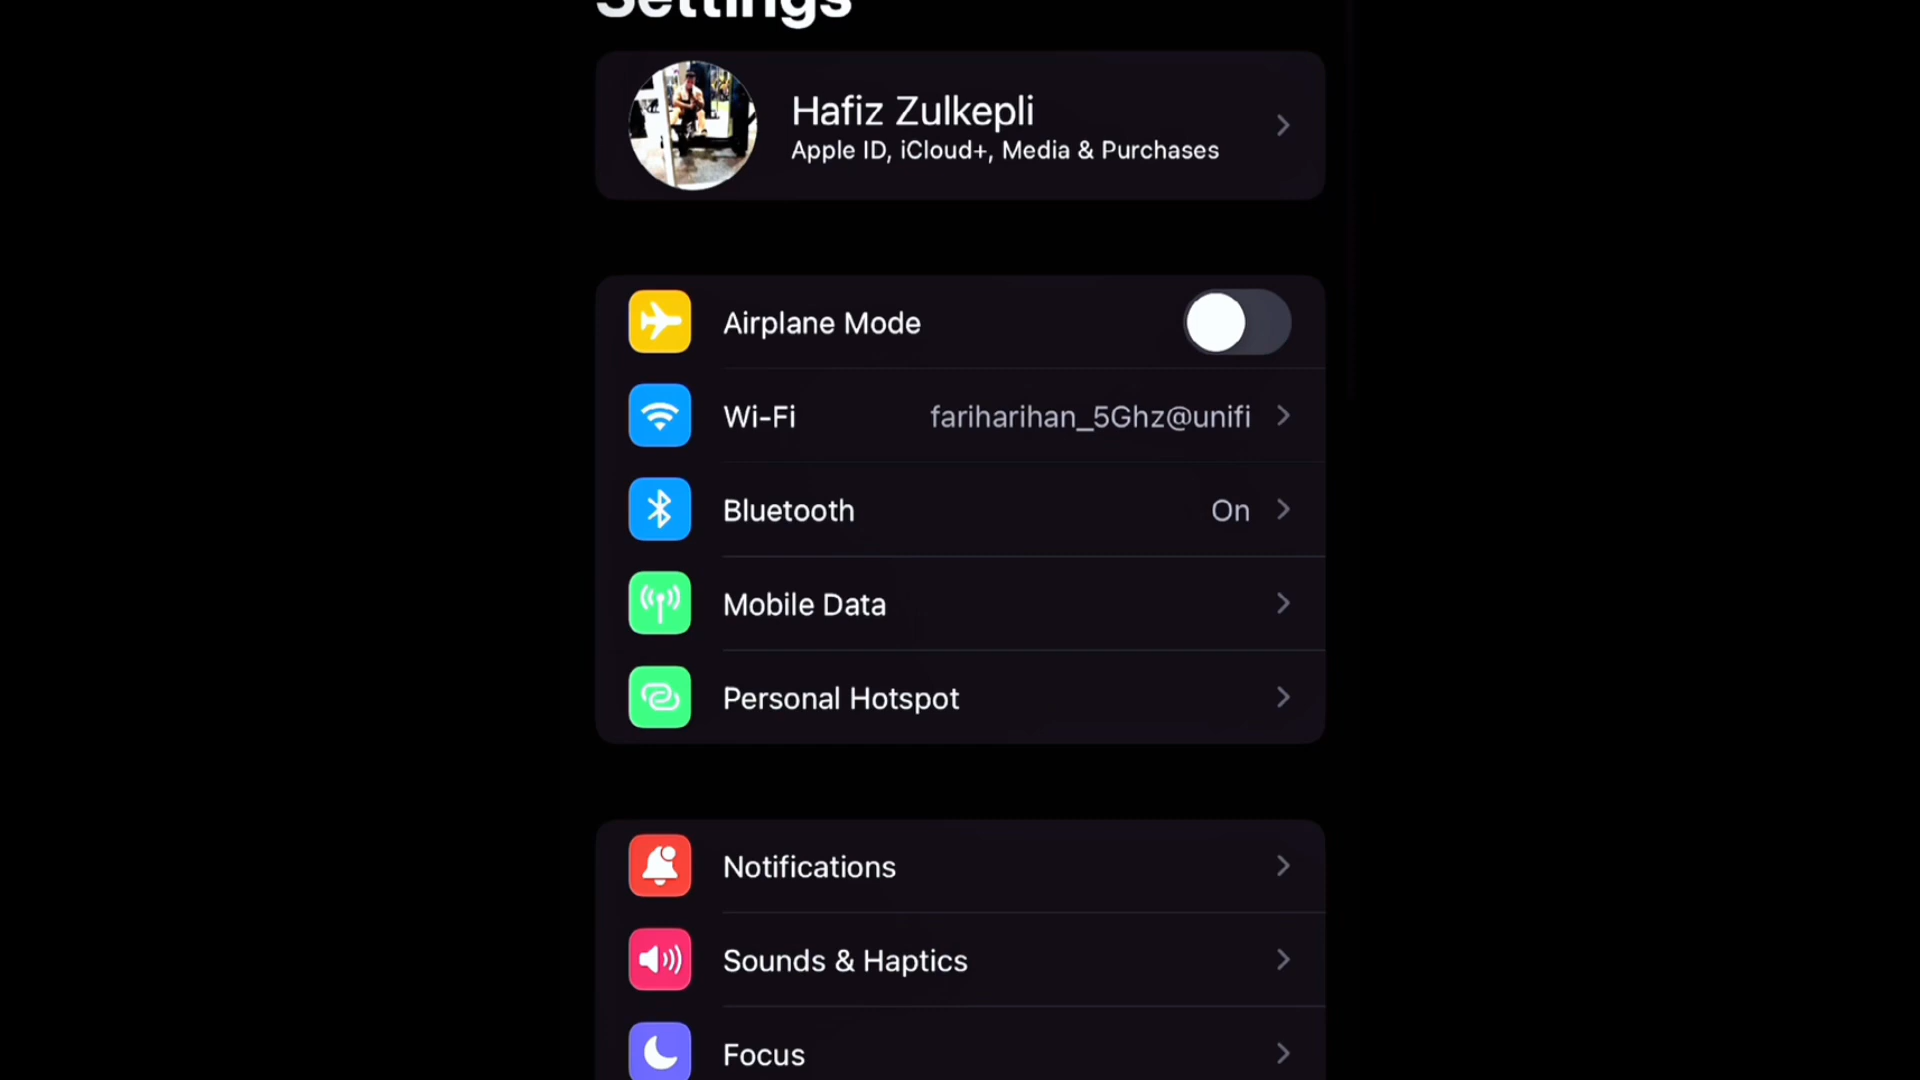 Settings
Hafiz Zulkepli
Apple ID, iCloud+, Media & Purchases
Airplane Mode
Wi-Fi fariharihan_5Ghz@unifi
Bluetooth On
Mobile Data
Personal Hotspot
Notifications
Sounds & Haptics
Focus